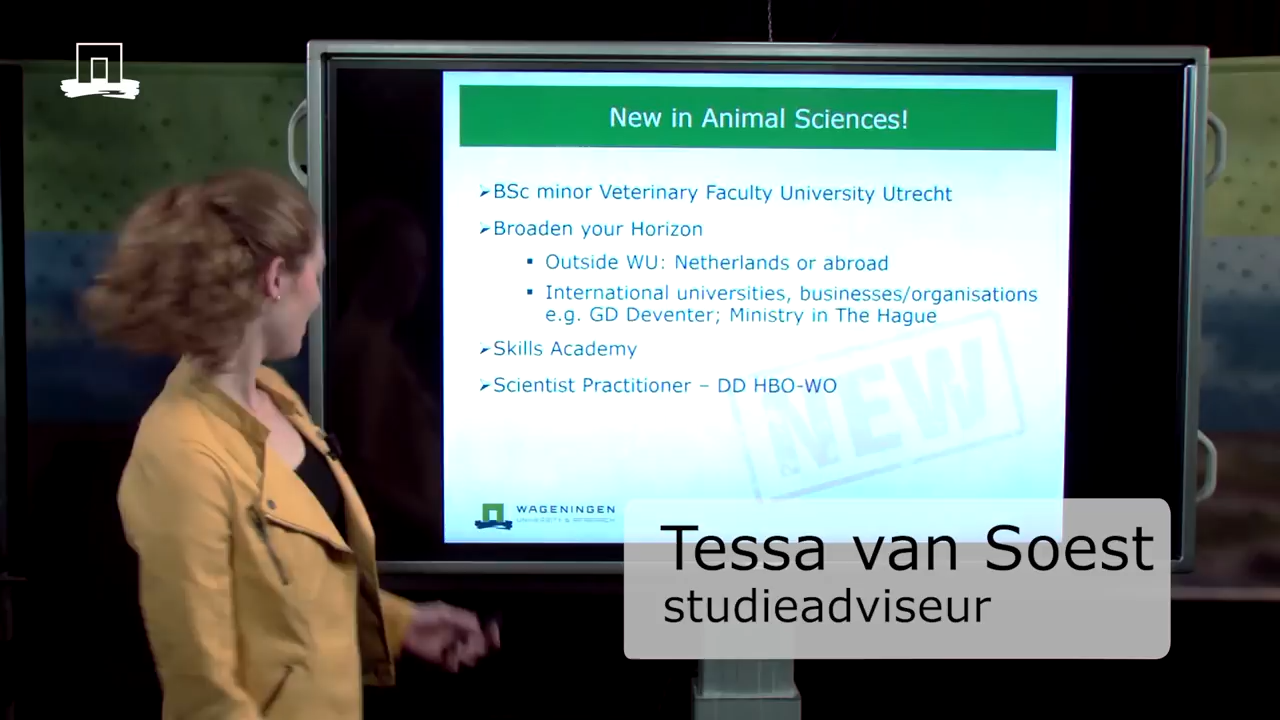 New in Animal Sciences!
➢BSc minor Veterinary Faculty University Utrecht
➢Broaden your Horizon
▪ Outside WU: Netherlands or abroad
▪ International universities, businesses/organisations
e.g. GD Deventer; Ministry in The Hague
➢Skills Academy
➢Scientist Practitioner – DD HBO-WO
NEW
WAGENINGEN
UNIVERSITY & RESEARCH
Tessa van Soest
studieadviseur